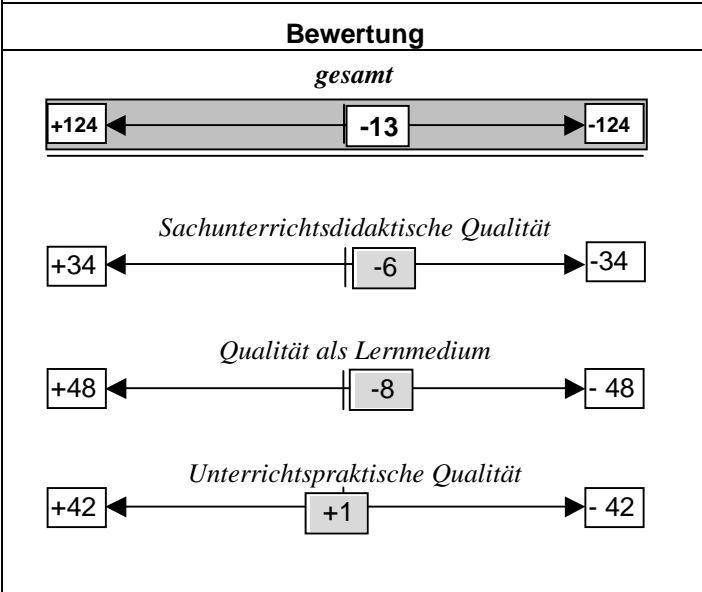 Bewertung
gesamt
+124 -13 -124
Sachunterrichtsdidaktische Qualität
+34 -6 -34
Qualität als Lernmedium
+48 -8 - 48
Unterrichtspraktische Qualität
+42 +1 - 42